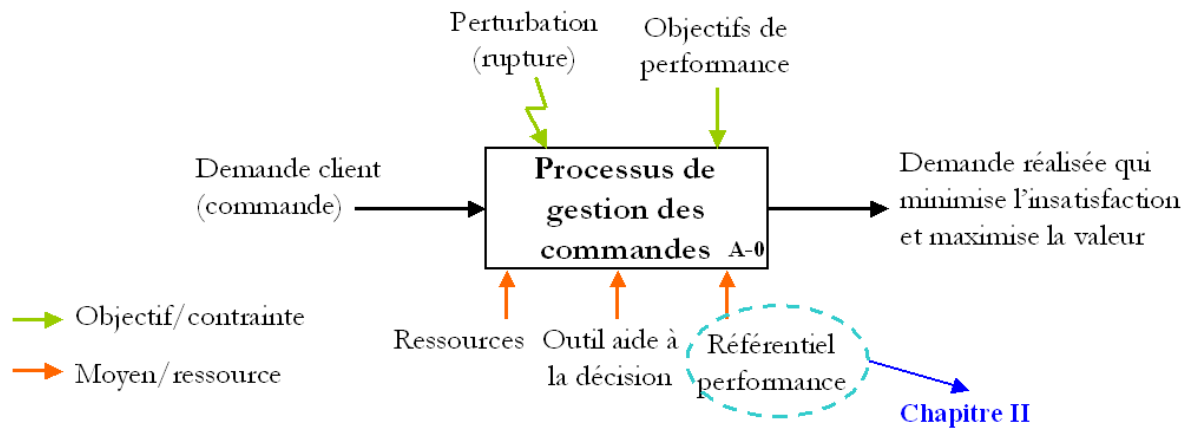 Perturbation
(rupture)
Objectifs de
performance
Demande client
(commande)
Processus de
gestion des
commandes A-0
Demande réalisée qui
minimise l'insatisfaction
et maximise la valeur
Objectif/contrainte
Moyen/ressource
Ressources
Outil aide à
la décision
Référentiel
performance
Chapitre II